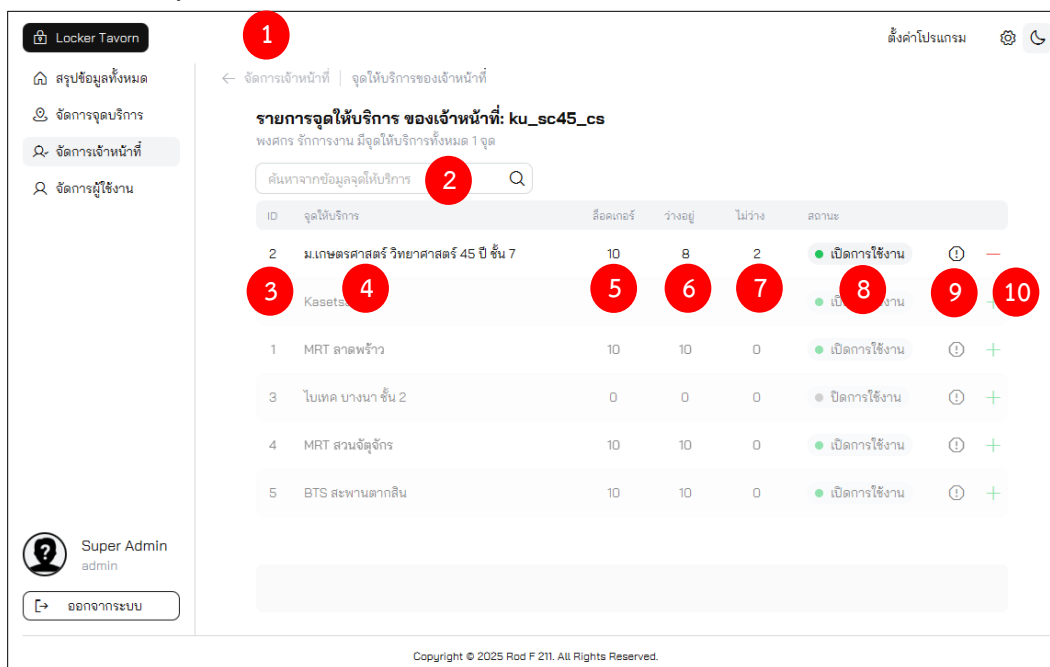 Locker Tavorn
1
ตั้งค่าโปรแกรม
สรุปข้อมูลทั้งหมด
จัดการจุดบริการ
จัดการเจ้าหน้าที่
จัดการผู้ใช้งาน
← จัดการเจ้าหน้าที่ | จุดให้บริการของเจ้าหน้าที่
รายการจุดให้บริการ ของเจ้าหน้าที่: ku_sc45_cs
พงศกร รักการงาน มีจุดให้บริการทั้งหมด 1 จุด
ค้นหาจากข้อมูลจุดให้บริการ 2
ID จุดให้บริการ ล็อคเกอร์ ว่างอยู่ ไม่ว่าง สถานะ
2 ม.เกษตรศาสตร์ วิทยาศาสตร์ 45 ปี ชั้น 7 10 8 2 เปิดการใช้งาน
3 4 5 6 7 8 9 10
1 MRT ลาดพร้าว 10 10 0 เปิดการใช้งาน
3 ไบเทค บางนา ชั้น 2 0 0 0 ปิดการใช้งาน
4 MRT สวนจัตุจักร 10 10 0 เปิดการใช้งาน
5 BTS สะพานตากสิน 10 10 0 เปิดการใช้งาน
Super Admin
admin
ออกจากระบบ
Copyright © 2025 Rod F 211. All Rights Reserved.